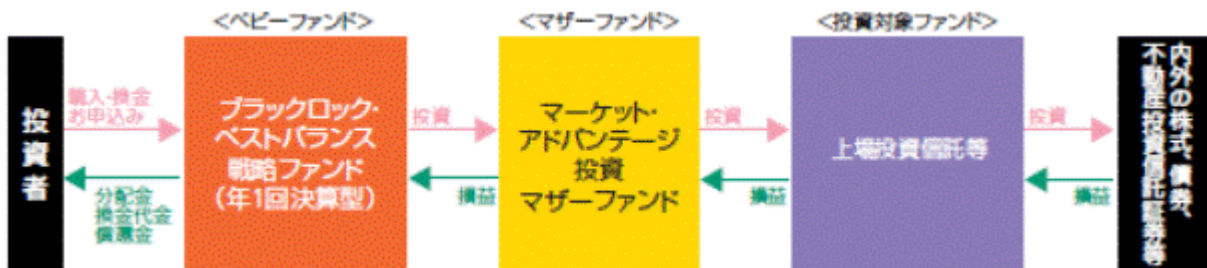 <ベビーファンド>
<マザーファンド>
<投資対象ファンド>
投資者
購入・換金
お申込み
分配金
換金代金
償還金
ブラックロック・
ベストバランス
戦略ファンド
(年1回決算型)
投資
損益
マーケット・
アドバンテージ
投資
マザーファンド
投資
損益
上場投資信託等
投資
損益
内外の株式、債券、
不動産投資信託証券等